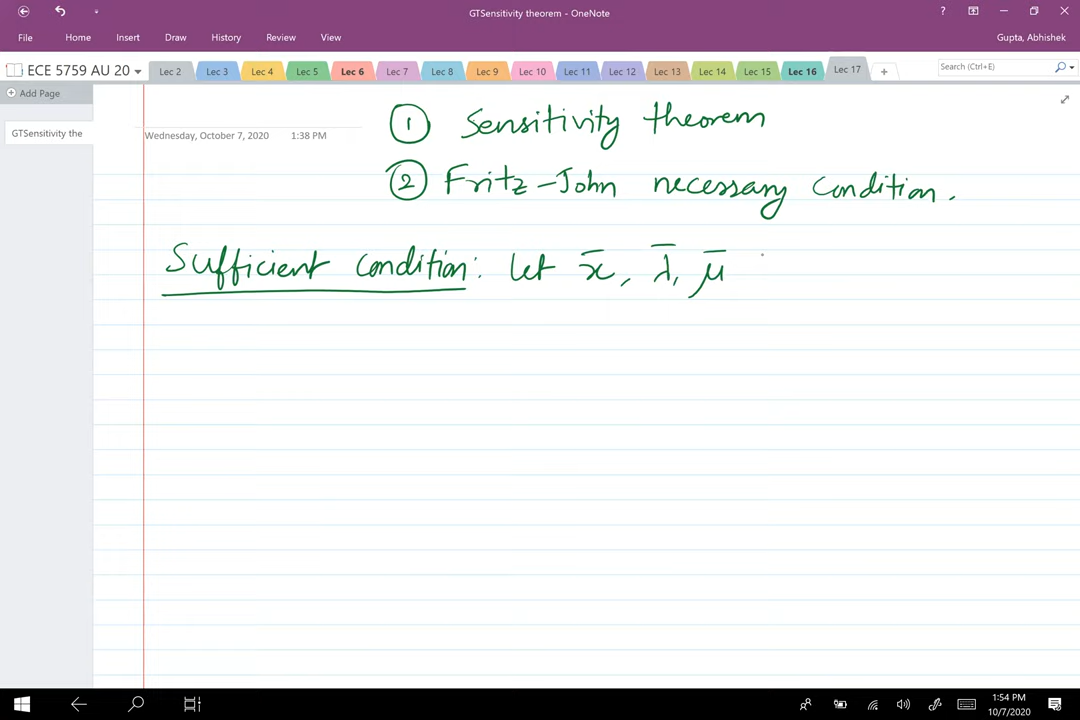 GTSensitivity theorem - OneNote
?
File Home Insert Draw History Review View Gupta, Abhishek
ECE 5759 AU 20 Lec 2 Lec 3 Lec 4 Lec 5 Lec 6 Lec 7 Lec 8 Lec 9 Lec 10 Lec 11 Lec 12 Lec 13 Lec 14 Lec 15 Lec 16 Lec 17 + Search (Ctrl+E)
Add Page
GTSensitivity the
Wednesday, October 7, 2020 1:38 PM
① Sensitivity theorem
② Fritz-John necessary condition.
Sufficient condition: Let x̄, λ̄, μ̄
1:54 PM
10/7/2020